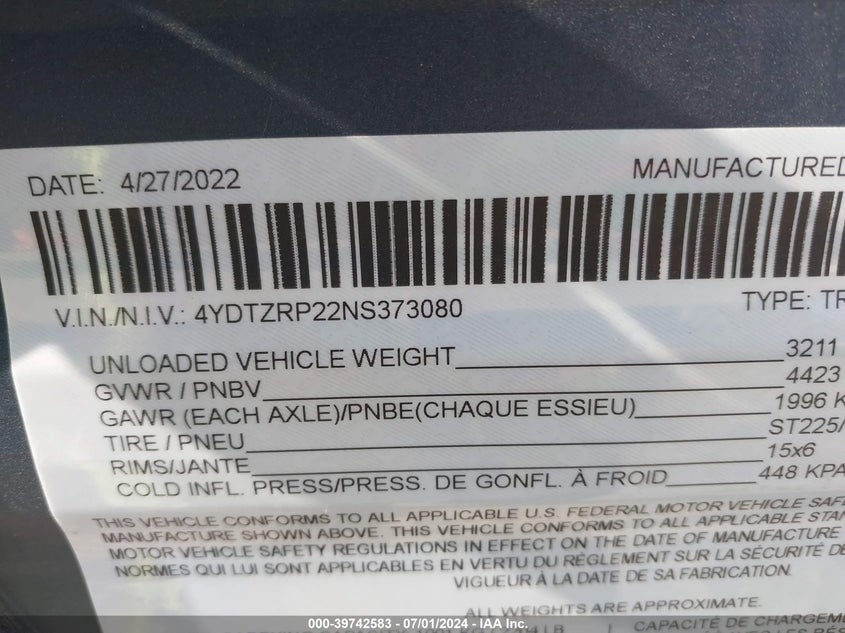 DATE: 4/27/2022 MANUFACTURED
V.I.N./N.I.V.: 4YDTZRP22NS373080 TYPE: TR
UNLOADED VEHICLE WEIGHT 3211
GVWR / PNBV 4423
GAWR (EACH AXLE)/PNBE(CHAQUE ESSIEU) 1996 K
TIRE / PNEU ST225/
RIMS/JANTE 15x6
COLD INFL. PRESS/PRESS. DE GONFL. À FROID 448 KPA
THIS VEHICLE CONFORMS TO ALL APPLICABLE U.S. FEDERAL MOTOR VEHICLE SAFE
MANUFACTURE SHOWN ABOVE. THIS VEHICLE CONFORMS TO ALL APPLICABLE STAN
MOTOR VEHICLE SAFETY REGULATIONS IN EFFECT ON THE DATE OF MANUFACTURE
NORMES QUI LUI SONT APPLICABLES EN VERTU DU RÉGLEMENT SUR LA SÉCURITÉ DE
VIGUEUR À LA DATE DE SA FABRICATION.
ALL WEIGHTS ARE APPROXIMATE.
CAPACITÉ DE CHARGEM
000-39742583 - 07/01/2024 - IAA Inc.